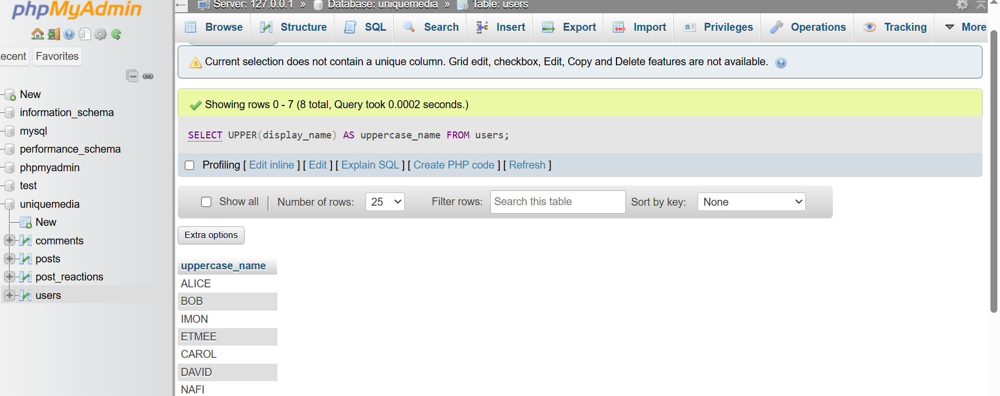 phpMyAdmin
Server: 127.0.0.1 » Database: uniquemedia » Table: users
Browse Structure SQL Search Insert Export Import Privileges Operations Tracking More
ecent Favorites
New
information_schema
mysql
performance_schema
phpmyadmin
test
uniquemedia
New
comments
posts
post_reactions
users
Current selection does not contain a unique column. Grid edit, checkbox, Edit, Copy and Delete features are not available.
Showing rows 0 - 7 (8 total, Query took 0.0002 seconds.)
SELECT UPPER(display_name) AS uppercase_name FROM users;
Profiling [ Edit inline ] [ Edit ] [ Explain SQL ] [ Create PHP code ] [ Refresh ]
Show all | Number of rows: 25 Filter rows: Search this table Sort by key: None
Extra options
uppercase_name
ALICE
BOB
IMON
ETMEE
CAROL
DAVID
NAFI